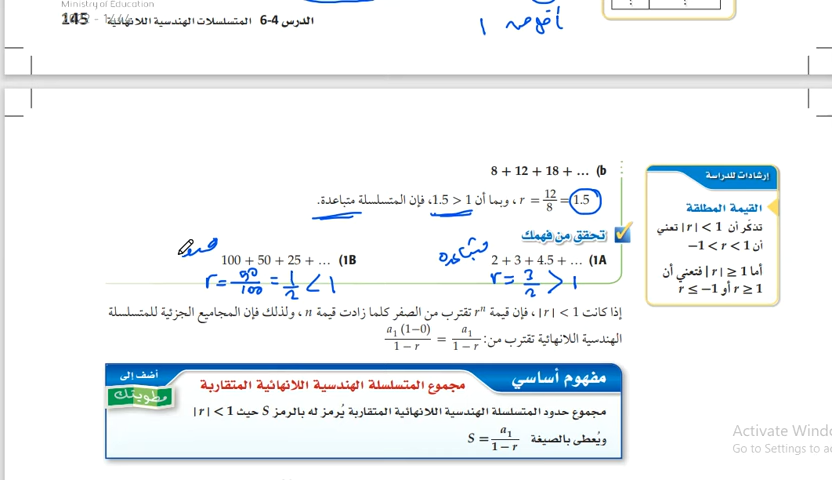 Ministry of Education
145 الدرس 4-6 المتسلسلات الهندسية اللانهائية
1
8 + 12 + 18 + … (b
r = 12/8 = 1.5 ، وبما أن 1.5 > 1، فإن المتسلسلة متباعدة.
تحقق من فهمك
2 + 3 + 4.5 + … (1A
متباعدة
r = 3/2 > 1
100 + 50 + 25 + … (1B
r = 50/100 = 1/2 < 1
إذا كانت |r| < 1، فإن قيمة rⁿ تقترب من الصفر كلما زادت قيمة n، ولذلك فإن المجاميع الجزئية للمتسلسلة
الهندسية اللانهائية تقترب من: a₁(1−0)/1−r = a₁/1−r
إرشادات للدراسة
القيمة المطلقة
تذكر أن |r| < 1 تعني
أن −1 < r < 1
أما |r| ≥ 1 فتعني أن
r ≥ 1 أو r ≤ −1
مفهوم أساسي
مجموع المتسلسلة الهندسية اللانهائية المتقاربة
أضف إلى
مطويتك
مجموع حدود المتسلسلة الهندسية اللانهائية المتقاربة يُرمز له بالرمز S حيث |r| < 1
ويُعطى بالصيغة S = a₁/1−r
Activate Windo
Go to Settings to a